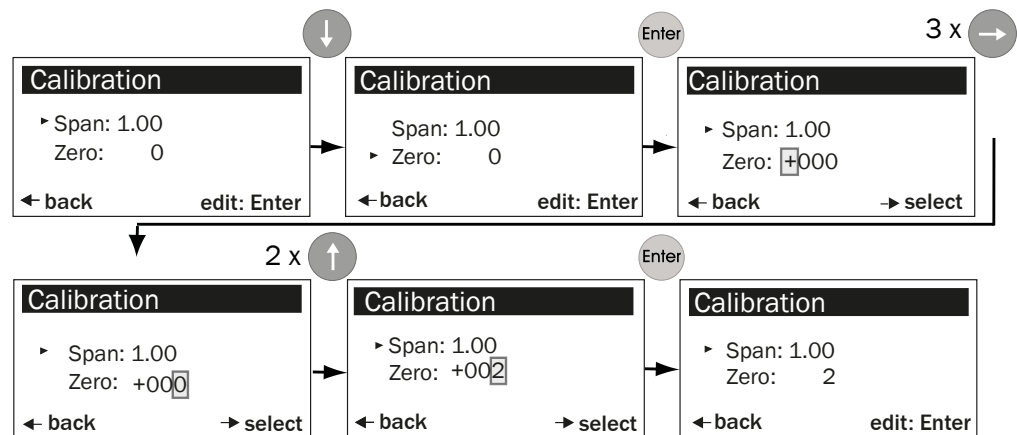 Enter
3 x
Calibration
► Span: 1.00
Zero: 0
← back edit: Enter
Calibration
Span: 1.00
► Zero: 0
← back edit: Enter
Calibration
► Span: 1.00
Zero: +000
← back → select
2 x
Enter
Calibration
► Span: 1.00
Zero: +000
← back → select
Calibration
► Span: 1.00
Zero: +002
← back → select
Calibration
► Span: 1.00
Zero: 2
← back edit: Enter